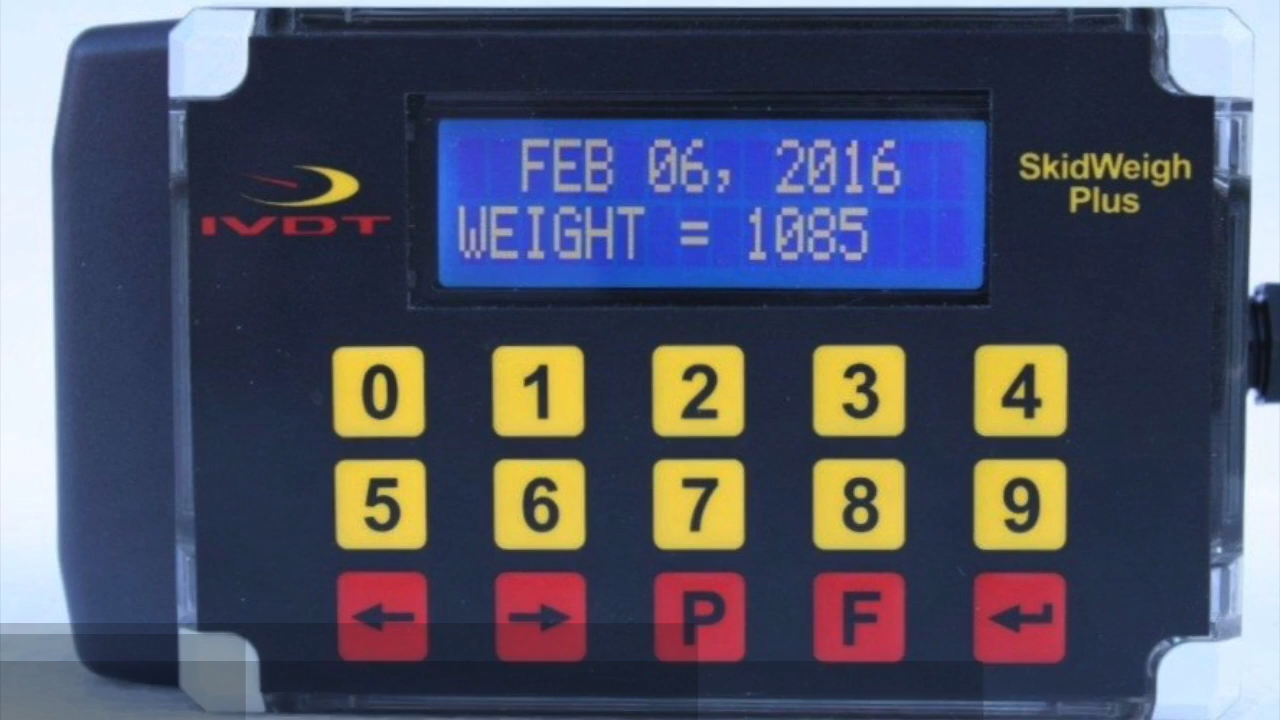 FEB 06, 2016
WEIGHT = 1085
IVDT
SkidWeigh
Plus
0 1 2 3 4
5 6 7 8 9
← → P F ↵